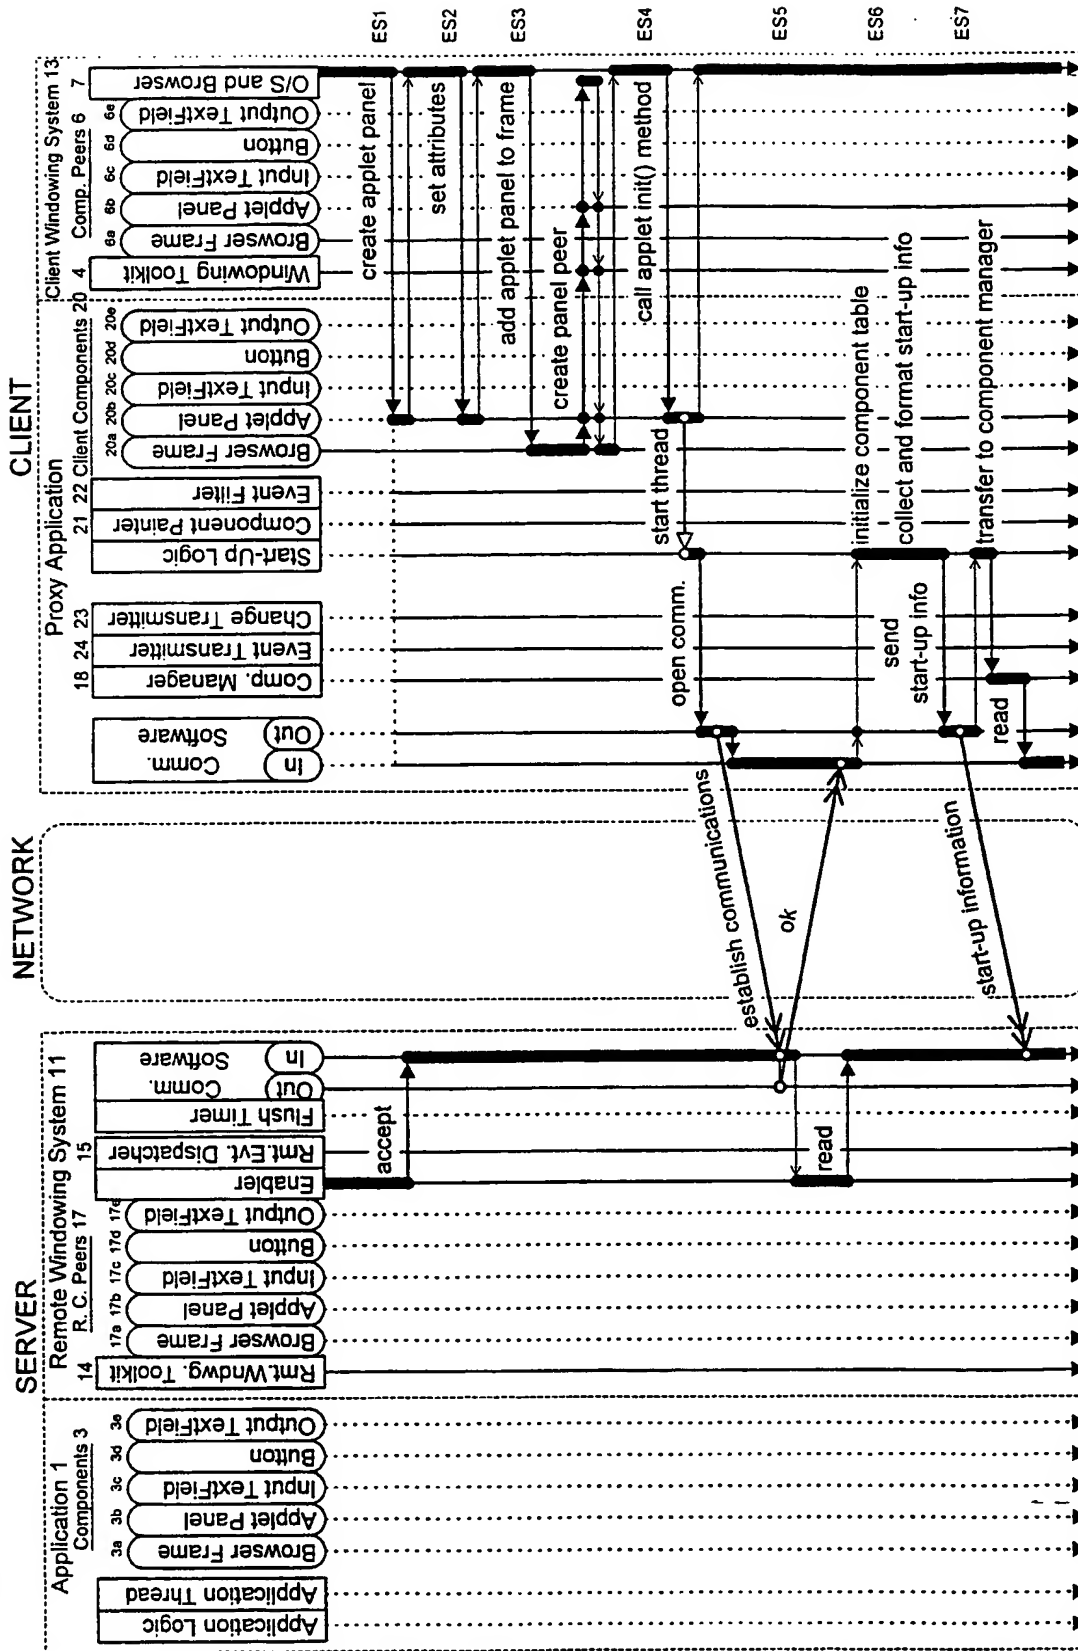 SERVER
NETWORK
CLIENT
Application 1
Components 3
3a
3b
3c
3d
3e
Application Logic
Application Thread
Browser Frame
Applet Panel
Input TextField
Button
Output TextField
Remote Windowing System 11
R. C. Peers 17
14
17a
17b
17c
17d
17e
15
Rmt.Wndwg. Toolkit
Browser Frame
Applet Panel
Input TextField
Button
Output TextField
Enabler
Rmt.Evt. Dispatcher
Flush Timer
Comm.
Software
Out
In
Proxy Application
18
24
23
21
22
Client Components 20
20a
20b
20c
20d
20e
Comm.
Software
In
Out
Comp. Manager
Event Transmitter
Change Transmitter
Start-Up Logic
Component Painter
Event Filter
Browser Frame
Applet Panel
Input TextField
Button
Output TextField
Client Windowing System 13
Comp. Peers 6
4
6a
6b
6c
6d
6e
7
Windowing Toolkit
Browser Frame
Applet Panel
Input TextField
Button
Output TextField
O/S and Browser
accept
read
establish communications
ok
start-up information
open comm.
send
start-up info
read
start thread
create applet panel
set attributes
add applet panel to frame
create panel peer
call applet init() method
initialize component table
collect and format start-up info
transfer to component manager
ES1
ES2
ES3
ES4
ES5
ES6
ES7